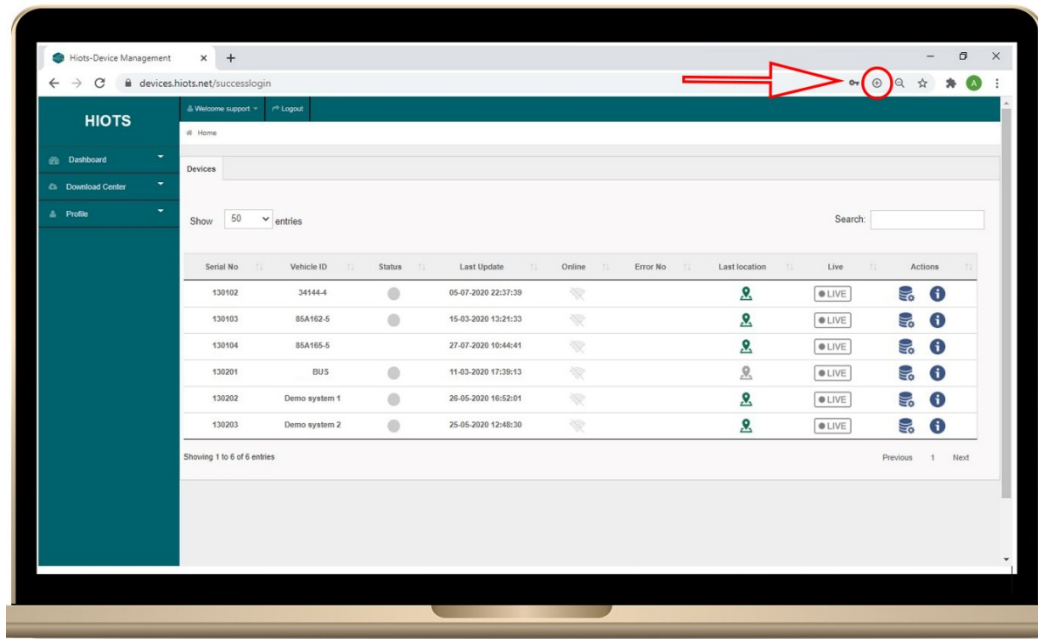 Hiots-Device Management
devices.hiots.net/successlogin
A
HIOTS
Welcome support
Logout
Home
Dashboard
Download Center
Profile
Devices
Show 50 entries
Search:
Serial No Vehicle ID Status Last Update Online Error No Last location Live Actions
130102 34144-4 05-07-2020 22:37:39 LIVE
130103 85A162-5 15-03-2020 13:21:33 LIVE
130104 85A165-5 27-07-2020 10:44:41 LIVE
130201 BUS 11-03-2020 17:39:13 LIVE
130202 Demo system 1 26-05-2020 16:52:01 LIVE
130203 Demo system 2 25-05-2020 12:48:30 LIVE
Showing 1 to 6 of 6 entries
Previous 1 Next